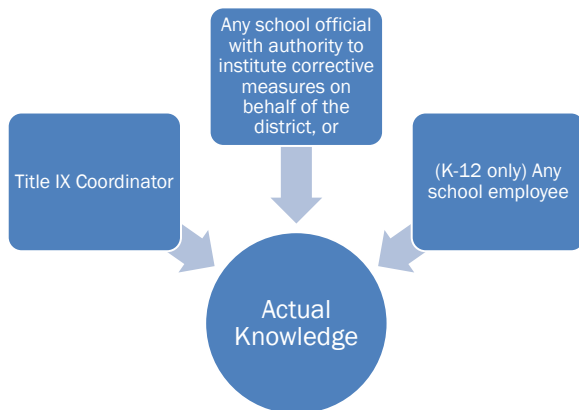 Any school official
with authority to
institute corrective
measures on
behalf of the
district, or
Title IX Coordinator
(K-12 only) Any
school employee
Actual
Knowledge